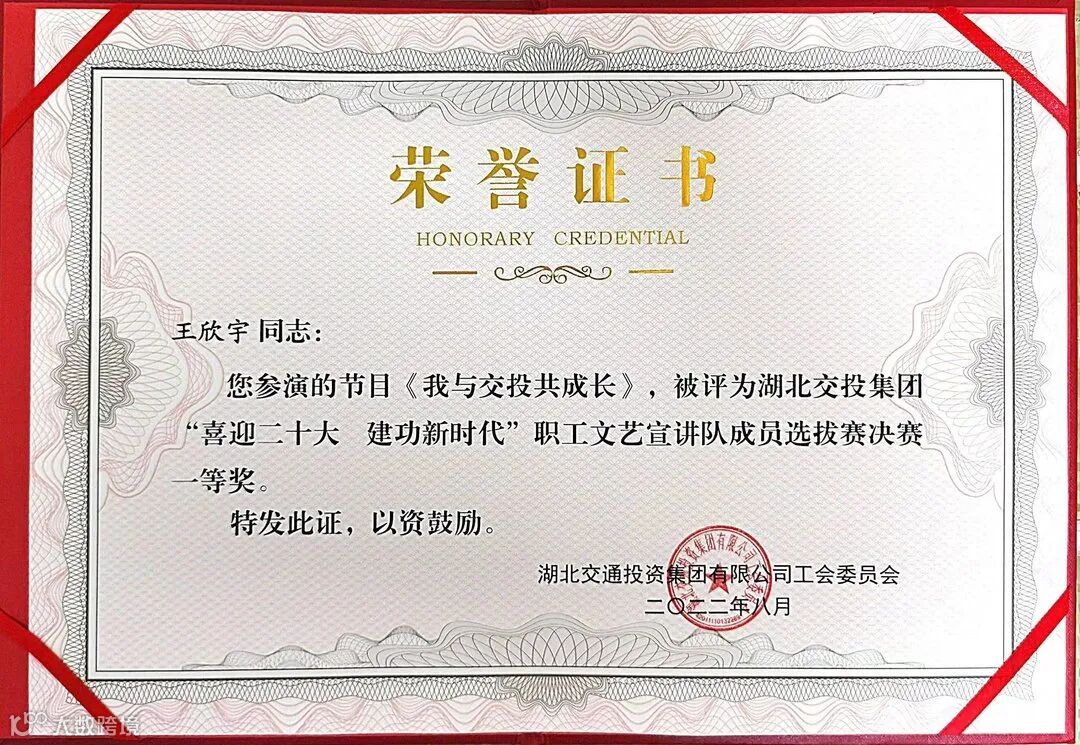 荣誉证书
HONORARY CREDENTIAL
王欣宇 同志：
您参演的节目《我与交投共成长》，被评为湖北交投集团
“喜迎二十大　建功新时代”职工文艺宣讲队成员选拔赛决赛
一等奖。
特发此证，以资鼓励。
湖北交通投资集团有限公司工会委员会
二〇二二年八月
大数跨境